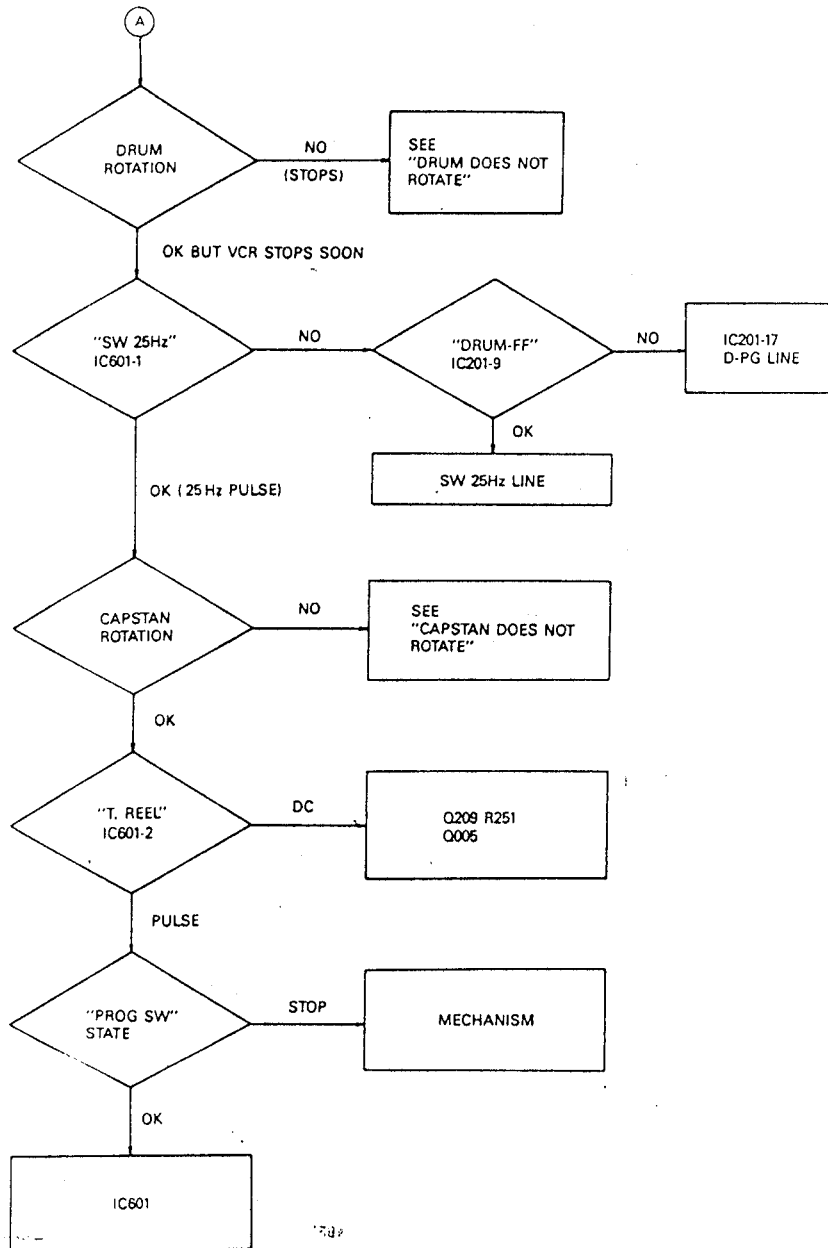 A
DRUM
ROTATION
NO
(STOPS)
SEE
"DRUM DOES NOT
ROTATE"
OK BUT VCR STOPS SOON
"SW 25Hz"
IC601-1
NO
"DRUM-FF"
IC201-9
NO
IC201-17
D-PG LINE
OK
SW 25Hz LINE
OK (25Hz PULSE)
CAPSTAN
ROTATION
NO
SEE
"CAPSTAN DOES NOT
ROTATE"
OK
"T. REEL"
IC601-2
DC
Q209 R251
Q005
PULSE
"PROG SW"
STATE
STOP
MECHANISM
OK
IC601